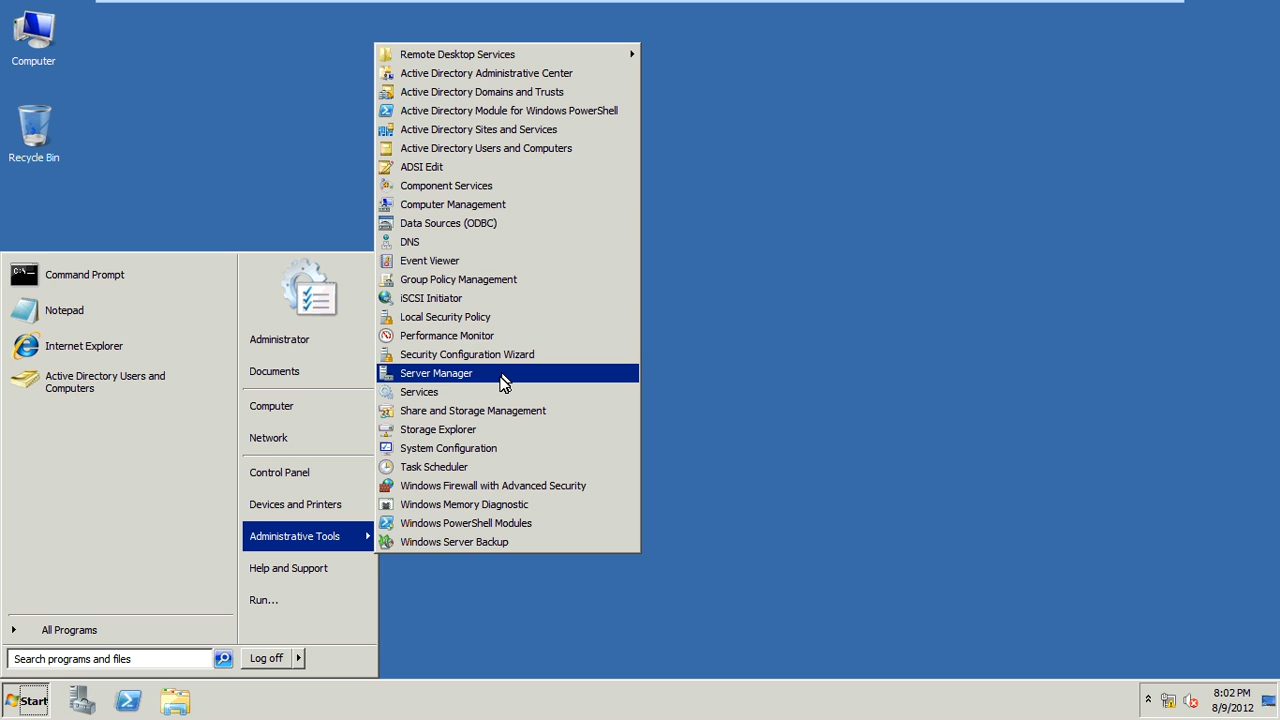 Computer
Recycle Bin
Remote Desktop Services
Active Directory Administrative Center
Active Directory Domains and Trusts
Active Directory Module for Windows PowerShell
Active Directory Sites and Services
Active Directory Users and Computers
ADSI Edit
Component Services
Computer Management
Data Sources (ODBC)
DNS
Event Viewer
Group Policy Management
iSCSI Initiator
Local Security Policy
Performance Monitor
Security Configuration Wizard
Server Manager
Services
Share and Storage Management
Storage Explorer
System Configuration
Task Scheduler
Windows Firewall with Advanced Security
Windows Memory Diagnostic
Windows PowerShell Modules
Windows Server Backup
Command Prompt
Notepad
Internet Explorer
Active Directory Users and
Computers
All Programs
Search programs and files
Administrator
Documents
Computer
Network
Control Panel
Devices and Printers
Administrative Tools
Help and Support
Run...
Log off
Start
8:02 PM
8/9/2012